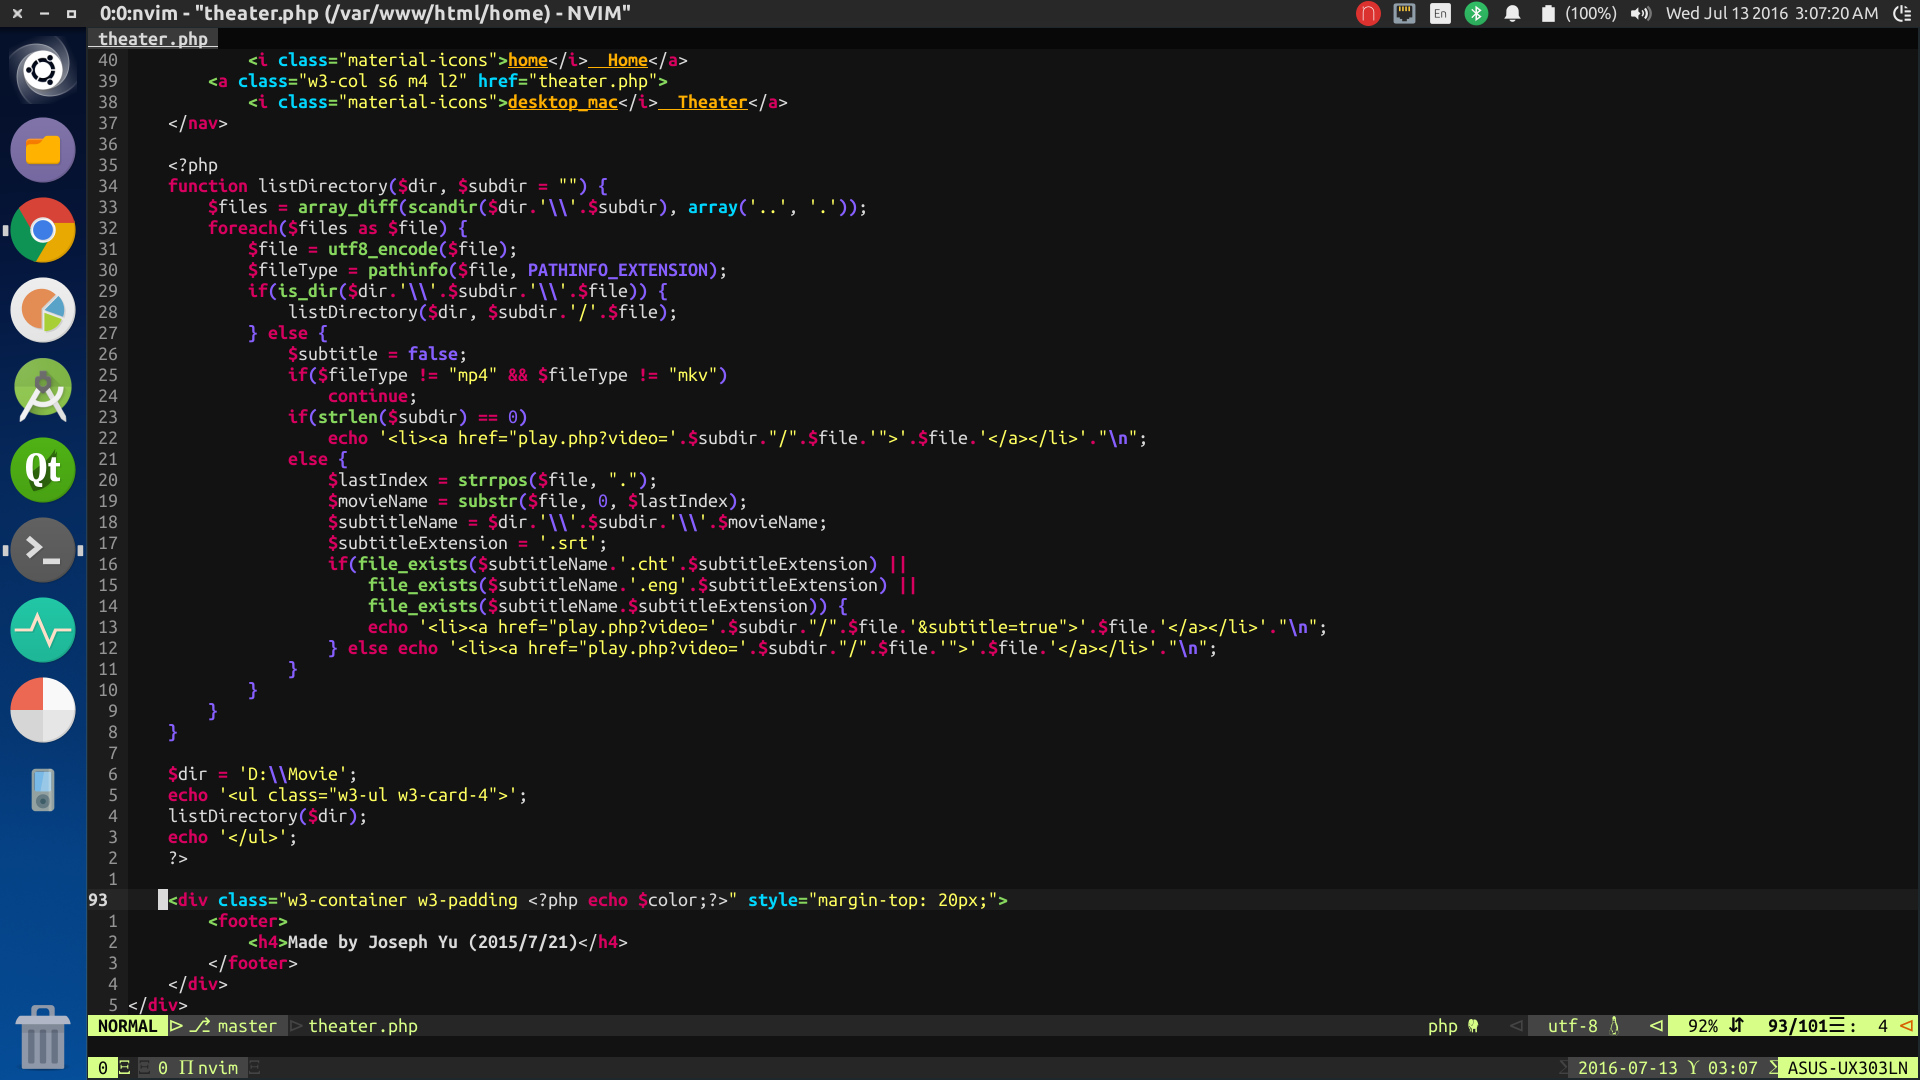 0:0:nvim - "theater.php (/var/www/html/home) - NVIM"
En (100%) Wed Jul 13 2016 3:07:20 AM
theater.php
40             <i class="material-icons">home</i>  Home</a>
39         <a class="w3-col s6 m4 l2" href="theater.php">
38             <i class="material-icons">desktop_mac</i>  Theater</a>
37     </nav>
36
35     <?php
34     function listDirectory($dir, $subdir = "") {
33         $files = array_diff(scandir($dir.'\\'.$subdir), array('..', '.'));
32         foreach($files as $file) {
31             $file = utf8_encode($file);
30             $fileType = pathinfo($file, PATHINFO_EXTENSION);
29             if(is_dir($dir.'\\'.$subdir.'\\'.$file)) {
28                 listDirectory($dir, $subdir.'/'.$file);
27             } else {
26                 $subtitle = false;
25                 if($fileType != "mp4" && $fileType != "mkv")
24                     continue;
23                 if(strlen($subdir) == 0)
22                     echo '<li><a href="play.php?video='.$subdir."/".$file.'">'.$file.'</a></li>'."\n";
21                 else {
20                     $lastIndex = strrpos($file, ".");
19                     $movieName = substr($file, 0, $lastIndex);
18                     $subtitleName = $dir.'\\'.$subdir.'\\'.$movieName;
17                     $subtitleExtension = '.srt';
16                     if(file_exists($subtitleName.'.cht'.$subtitleExtension) ||
15                         file_exists($subtitleName.'.eng'.$subtitleExtension) ||
14                         file_exists($subtitleName.$subtitleExtension)) {
13                         echo '<li><a href="play.php?video='.$subdir."/".$file.'&subtitle=true">'.$file.'</a></li>'."\n";
12                     } else echo '<li><a href="play.php?video='.$subdir."/".$file.'">'.$file.'</a></li>'."\n";
11                 }
10             }
9         }
8     }
7
6     $dir = 'D:\\Movie';
5     echo '<ul class="w3-ul w3-card-4">';
4     listDirectory($dir);
3     echo '</ul>';
2     ?>
1
93     <div class="w3-container w3-padding <?php echo $color;?>" style="margin-top: 20px;">
1         <footer>
2             <h4>Made by Joseph Yu (2015/7/21)</h4>
3         </footer>
4     </div>
5 </div>
NORMAL master theater.php php utf-8 92% 93/101 : 4
0 0 nvim 2016-07-13 03:07 ASUS-UX303LN
Qt